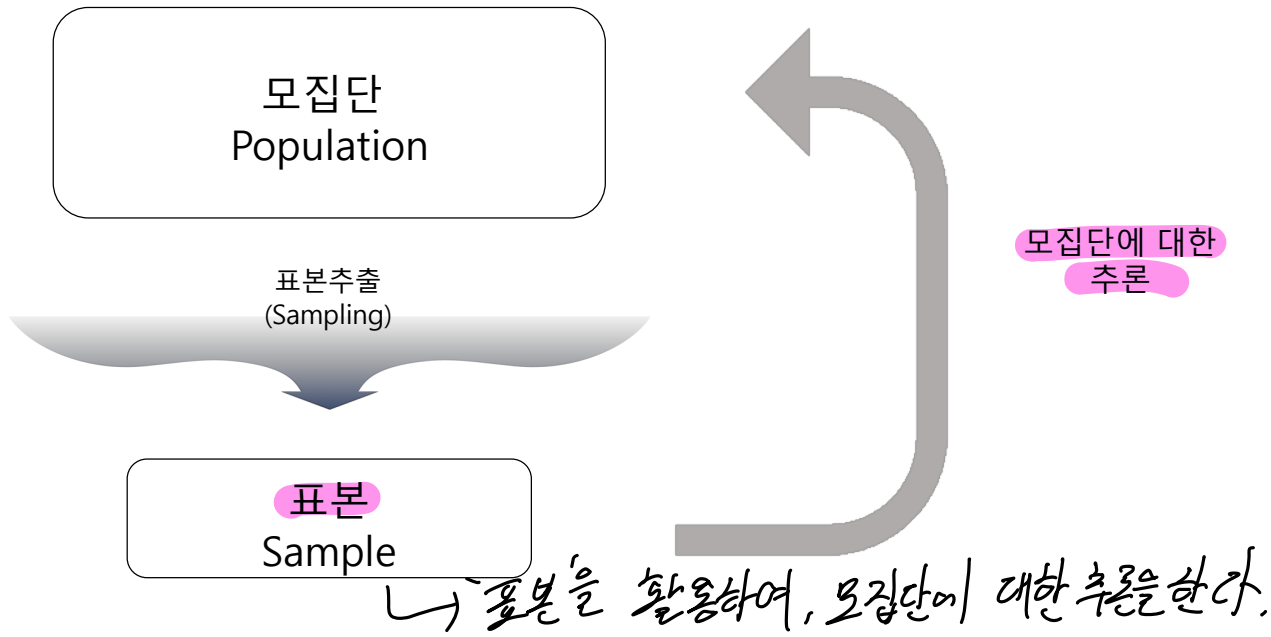 모집단
Population
표본추출
(Sampling)
모집단에 대한
추론
표본
Sample
'표본'을 활용하여, 모집단에 대한 추론을 한다.